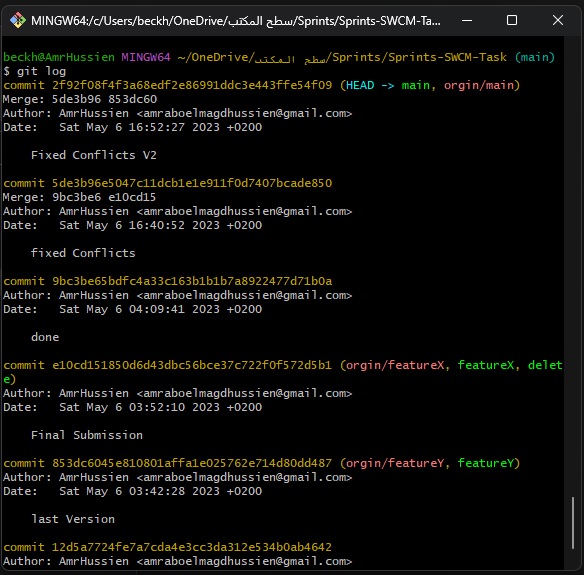 MINGW64:/c/Users/beckh/OneDrive/سطح المكتب/Sprints/Sprints-SWCM-Ta...
beckh@AmrHussien MINGW64 ~/OneDrive/سطح المكتب/Sprints/Sprints-SWCM-Task (main)
$ git log
commit 2f92f08f4f3a68edf2e86991ddc3e443ffe54f09 (HEAD -> main, orgin/main)
Merge: 5de3b96 853dc60
Author: AmrHussien <amraboelmagdhussien@gmail.com>
Date:   Sat May 6 16:52:27 2023 +0200
Fixed Conflicts V2
commit 5de3b96e5047c11dcb1e1e911f0d7407bcade850
Merge: 9bc3be6 e10cd15
Author: AmrHussien <amraboelmagdhussien@gmail.com>
Date:   Sat May 6 16:40:52 2023 +0200
fixed Conflicts
commit 9bc3be65bdfc4a33c163b1b1b7a8922477d71b0a
Author: AmrHussien <amraboelmagdhussien@gmail.com>
Date:   Sat May 6 04:09:41 2023 +0200
done
commit e10cd151850d6d43dbc56bce37c722f0f572d5b1 (orgin/featureX, featureX, delet
e)
Author: AmrHussien <amraboelmagdhussien@gmail.com>
Date:   Sat May 6 03:52:10 2023 +0200
Final Submission
commit 853dc6045e810801affa1e025762e714d80dd487 (orgin/featureY, featureY)
Author: AmrHussien <amraboelmagdhussien@gmail.com>
Date:   Sat May 6 03:42:28 2023 +0200
last Version
commit 12d5a7724fe7a7cda4e3cc3da312e534b0ab4642
Author: AmrHussien <amraboelmagdhussien@gmail.com>